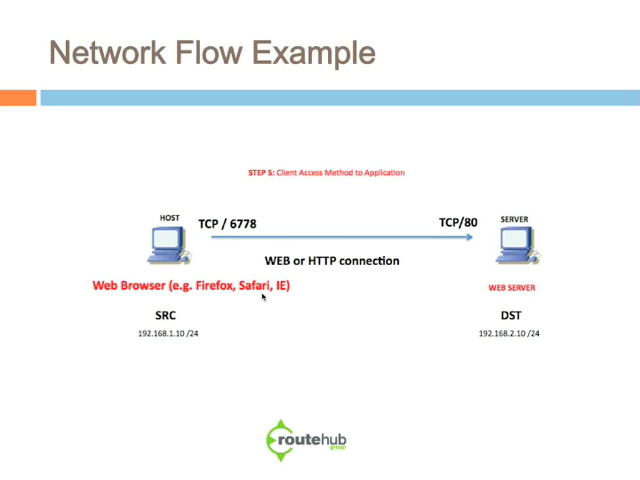 Network Flow Example
STEP 5: Client Access Method to Application
HOST
SERVER
TCP / 6778
TCP/80
WEB or HTTP connection
Web Browser (e.g. Firefox, Safari, IE)
WEB SERVER
SRC
DST
192.168.1.10 /24
192.168.2.10 /24
routehub
group